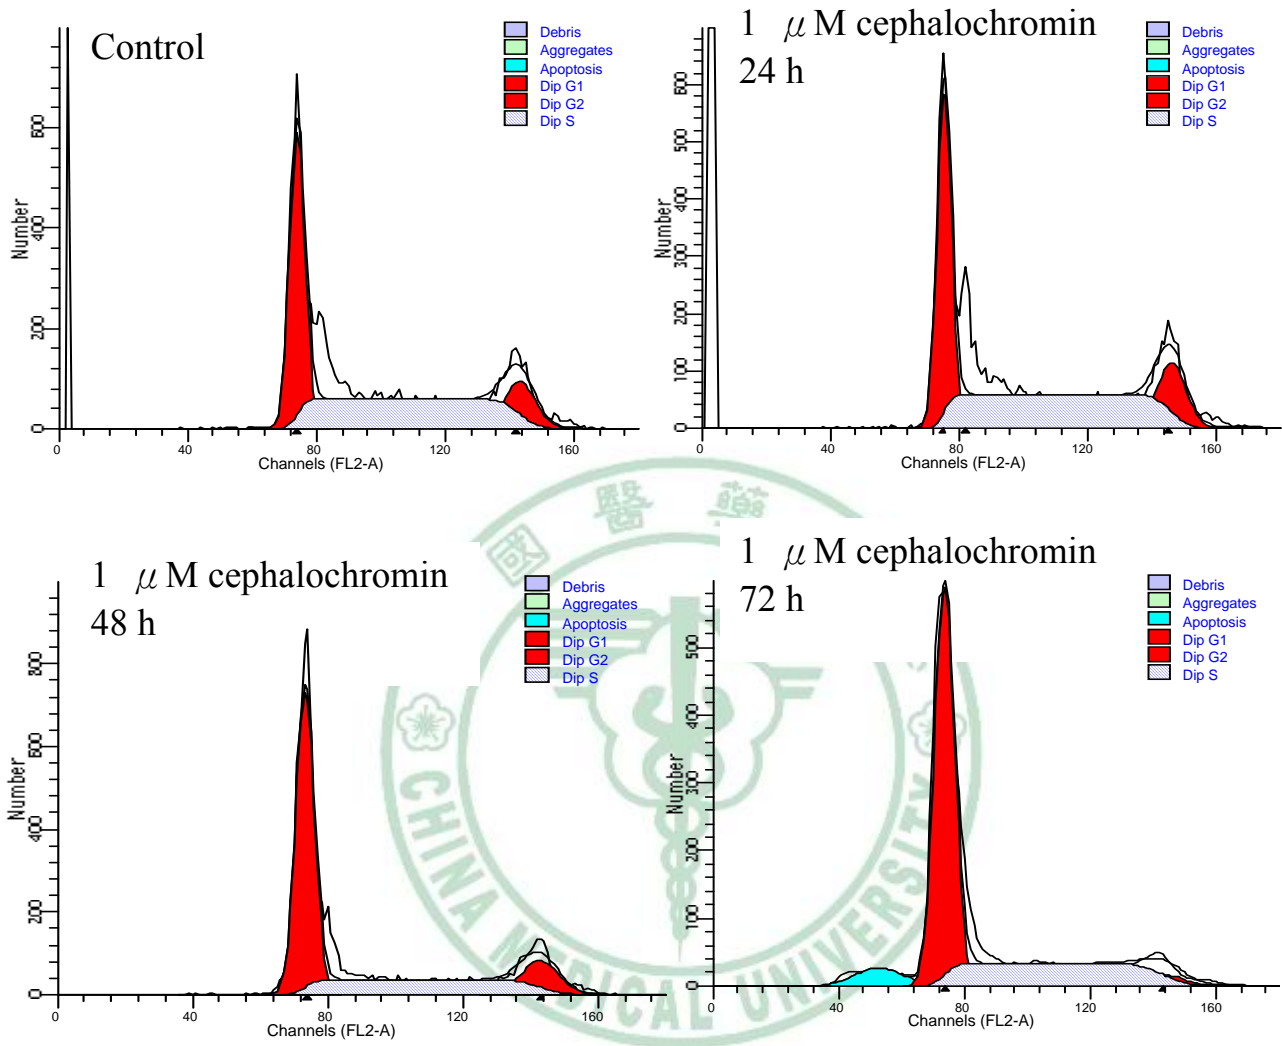 Control
Debris
Aggregates
Apoptosis
Dip G1
Dip G2
Dip S
Number
0
200
400
600
0
40
80
120
160
Channels (FL2-A)
1 μM cephalochromin
24 h
Debris
Aggregates
Apoptosis
Dip G1
Dip G2
Dip S
Number
0
100
200
300
400
500
600
0
40
80
120
160
Channels (FL2-A)
1 μM cephalochromin
48 h
Debris
Aggregates
Apoptosis
Dip G1
Dip G2
Dip S
Number
0
200
400
600
800
0
40
80
120
160
Channels (FL2-A)
1 μM cephalochromin
72 h
Debris
Aggregates
Apoptosis
Dip G1
Dip G2
Dip S
Number
0
100
200
300
400
500
0
40
80
120
160
Channels (FL2-A)
國醫藥
CHINA MEDICAL UNIVERSITY